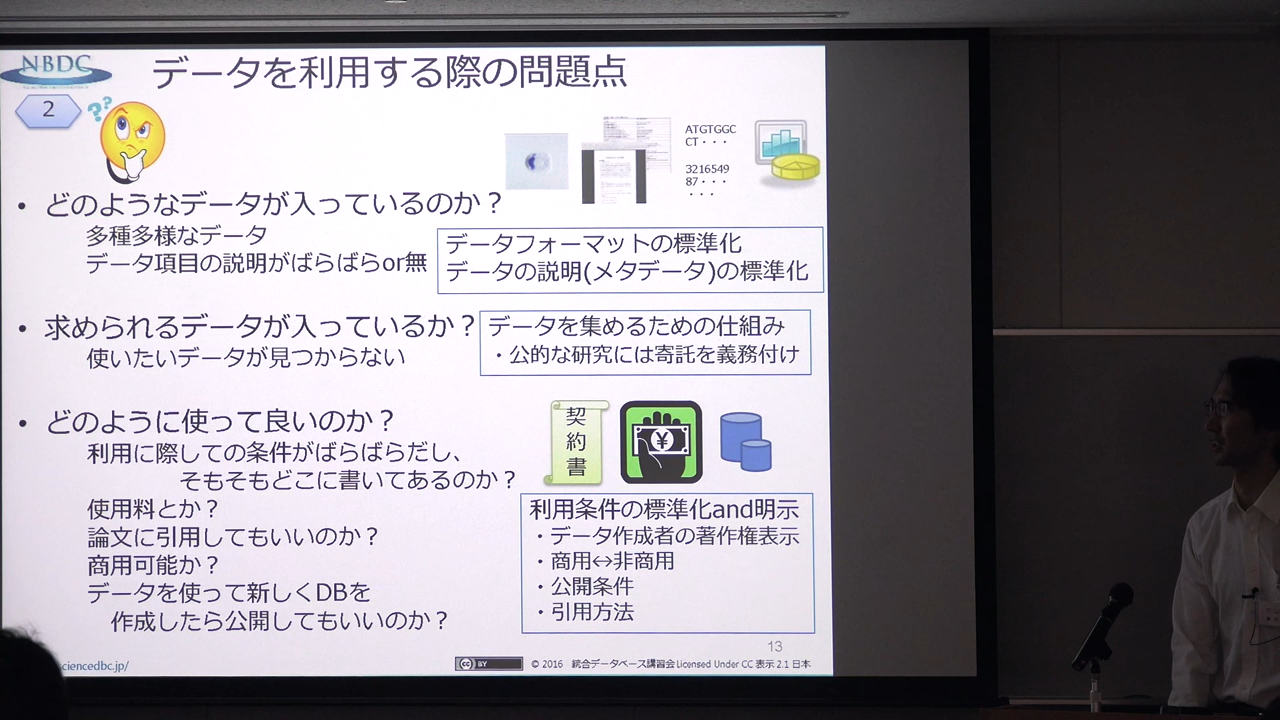 NBDC
データを利用する際の問題点
2
??
ATGTGGC
CT・・・
3216549
87・・・
・・・
• どのようなデータが入っているのか？
多種多様なデータ
データ項目の説明がばらばらor無
データフォーマットの標準化
データの説明(メタデータ)の標準化
• 求められるデータが入っているか？
使いたいデータが見つからない
データを集めるための仕組み
・公的な研究には寄託を義務付け
• どのように使って良いのか？
利用に際しての条件がばらばらだし、
そもそもどこに書いてあるのか？
使用料とか？
論文に引用してもいいのか？
商用可能か？
データを使って新しくDBを
作成したら公開してもいいのか？
契約書
¥
利用条件の標準化and明示
・データ作成者の著作権表示
・商用↔非商用
・公開条件
・引用方法
13
sciencedbc.jp/
cc BY
© 2016 統合データベース講習会 Licensed Under CC 表示 2.1 日本